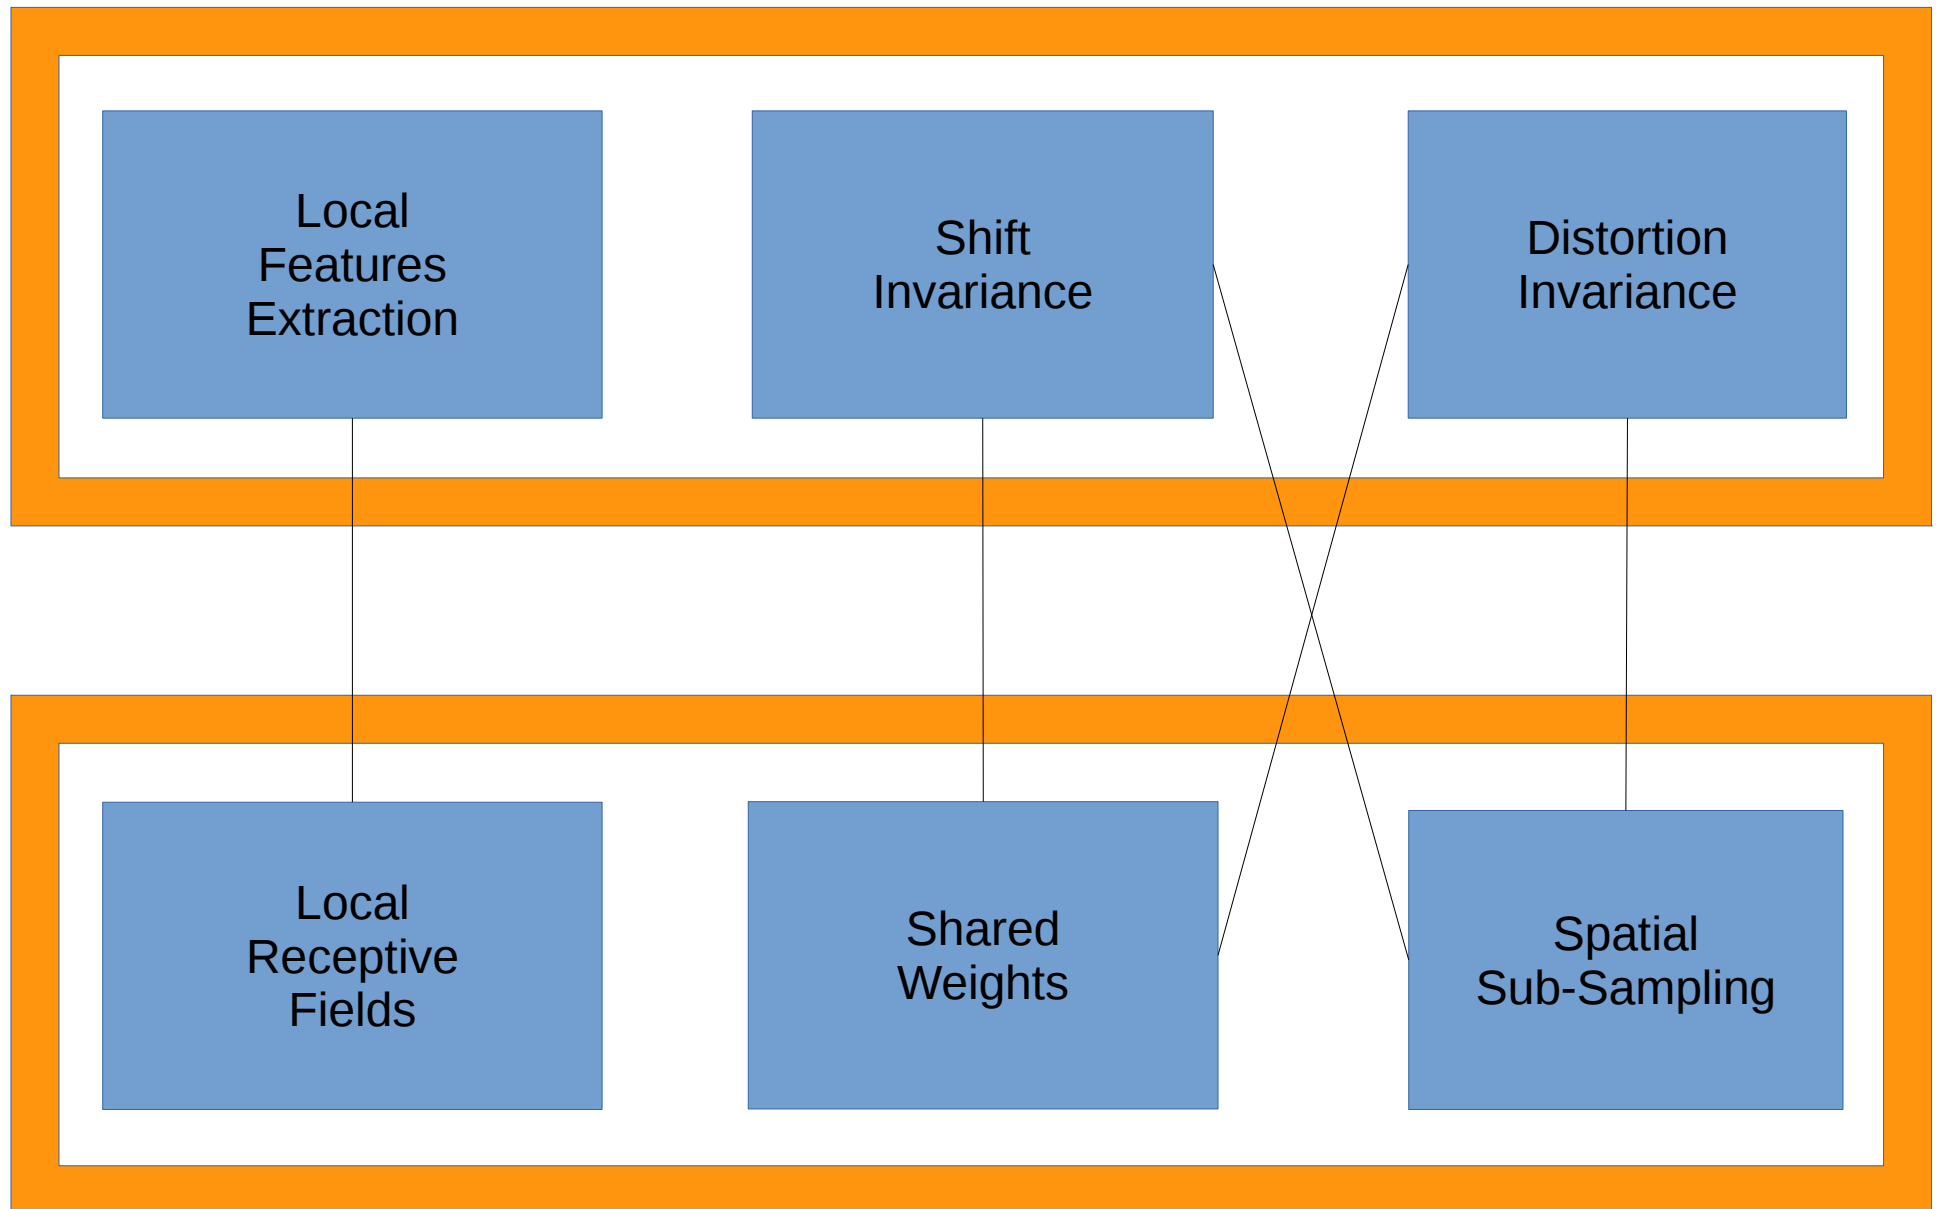 Local
Features
Extraction
Shift
Invariance
Distortion
Invariance
Local
Receptive
Fields
Shared
Weights
Spatial
Sub-Sampling